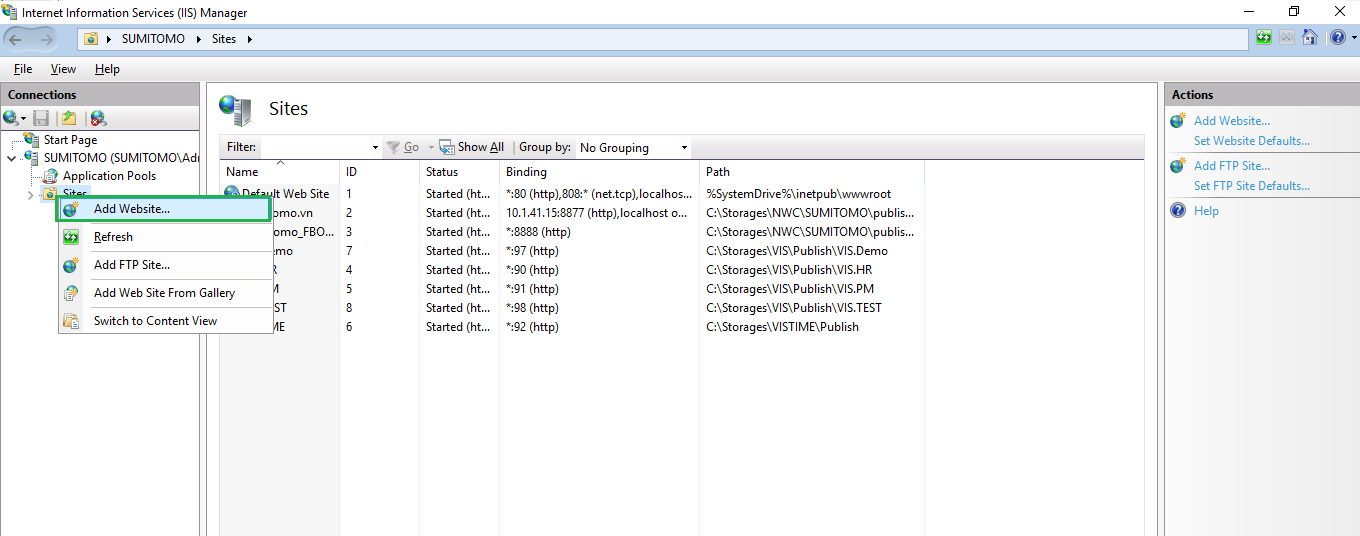 Internet Information Services (IIS) Manager
SUMITOMO Sites
File View Help
Connections
Start Page
SUMITOMO (SUMITOMO\Adr
Application Pools
Sites
Add Website...
Refresh
Add FTP Site...
Add Web Site From Gallery
Switch to Content View
Sites
Filter: Go Show All Group by: No Grouping
Name ID Status Binding Path
Default Web Site 1 Started (ht... *:80 (http),808:* (net.tcp),localhos... %SystemDrive%\inetpub\wwwroot
omo.vn 2 Started (ht... 10.1.41.15:8877 (http),localhost o... C:\Storages\NWC\SUMITOMO\publis...
omo_FBO... 3 Started (ht... *:8888 (http) C:\Storages\NWC\SUMITOMO\publis...
emo 7 Started (ht... *:97 (http) C:\Storages\VIS\Publish\VIS.Demo
R 4 Started (ht... *:90 (http) C:\Storages\VIS\Publish\VIS.HR
M 5 Started (ht... *:91 (http) C:\Storages\VIS\Publish\VIS.PM
ST 8 Started (ht... *:98 (http) C:\Storages\VIS\Publish\VIS.TEST
ME 6 Started (ht... *:92 (http) C:\Storages\VISTIME\Publish
Actions
Add Website...
Set Website Defaults...
Add FTP Site...
Set FTP Site Defaults...
Help